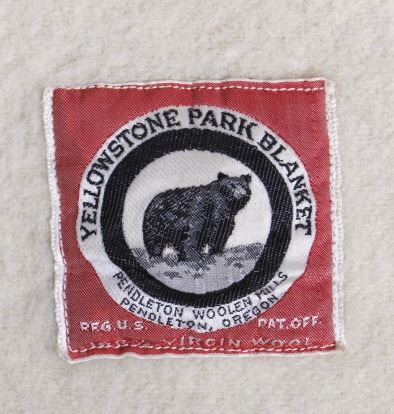 YELLOWSTONE PARK BLANKET
PENDLETON WOOLEN MILLS
PENDLETON, OREGON
REG. U.S. PAT. OFF.
VIRGIN WOOL